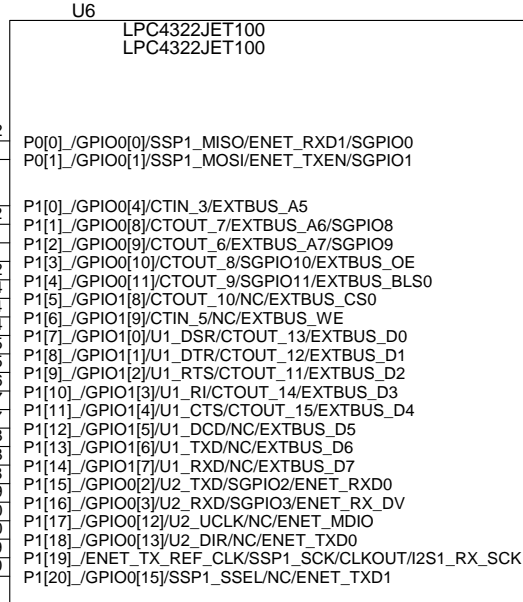 U6
LPC4322JET100
LPC4322JET100
P0[0]_/GPIO0[0]/SSP1_MISO/ENET_RXD1/SGPIO0
P0[1]_/GPIO0[1]/SSP1_MOSI/ENET_TXEN/SGPIO1
P1[0]_/GPIO0[4]/CTIN_3/EXTBUS_A5
P1[1]_/GPIO0[8]/CTOUT_7/EXTBUS_A6/SGPIO8
P1[2]_/GPIO0[9]/CTOUT_6/EXTBUS_A7/SGPIO9
P1[3]_/GPIO0[10]/CTOUT_8/SGPIO10/EXTBUS_OE
P1[4]_/GPIO0[11]/CTOUT_9/SGPIO11/EXTBUS_BLS0
P1[5]_/GPIO1[8]/CTOUT_10/NC/EXTBUS_CS0
P1[6]_/GPIO1[9]/CTIN_5/NC/EXTBUS_WE
P1[7]_/GPIO1[0]/U1_DSR/CTOUT_13/EXTBUS_D0
P1[8]_/GPIO1[1]/U1_DTR/CTOUT_12/EXTBUS_D1
P1[9]_/GPIO1[2]/U1_RTS/CTOUT_11/EXTBUS_D2
P1[10]_/GPIO1[3]/U1_RI/CTOUT_14/EXTBUS_D3
P1[11]_/GPIO1[4]/U1_CTS/CTOUT_15/EXTBUS_D4
P1[12]_/GPIO1[5]/U1_DCD/NC/EXTBUS_D5
P1[13]_/GPIO1[6]/U1_TXD/NC/EXTBUS_D6
P1[14]_/GPIO1[7]/U1_RXD/NC/EXTBUS_D7
P1[15]_/GPIO0[2]/U2_TXD/SGPIO2/ENET_RXD0
P1[16]_/GPIO0[3]/U2_RXD/SGPIO3/ENET_RX_DV
P1[17]_/GPIO0[12]/U2_UCLK/NC/ENET_MDIO
P1[18]_/GPIO0[13]/U2_DIR/NC/ENET_TXD0
P1[19]_/ENET_TX_REF_CLK/SSP1_SCK/CLKOUT/I2S1_RX_SCK
P1[20]_/GPIO0[15]/SSP1_SSEL/NC/ENET_TXD1